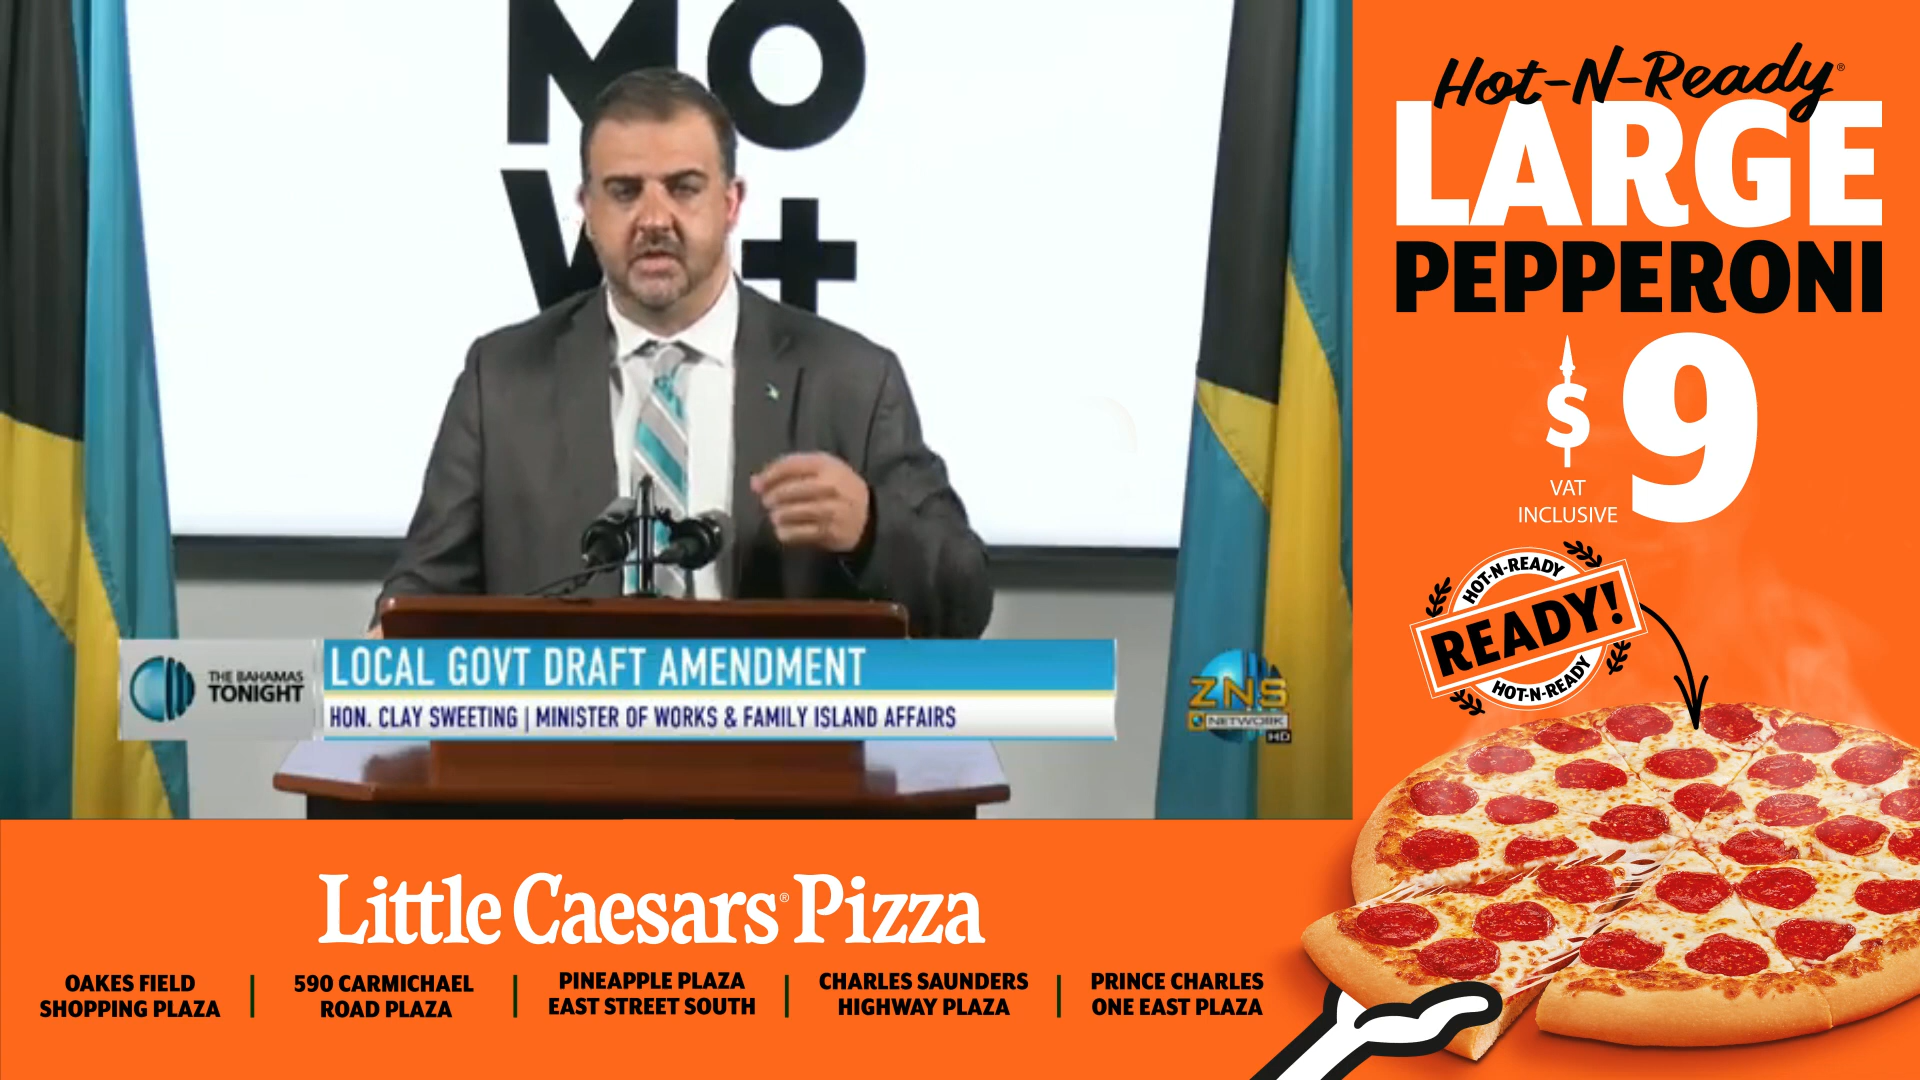 MO
THE BAHAMAS
TONIGHT
LOCAL GOVT DRAFT AMENDMENT
HON. CLAY SWEETING | MINISTER OF WORKS & FAMILY ISLAND AFFAIRS
ZNS
NETWORK
HD
Hot-N-Ready®
LARGE
PEPPERONI
$9
VAT
INCLUSIVE
HOT-N-READY
READY!
HOT-N-READY
Little Caesars® Pizza
OAKES FIELD
SHOPPING PLAZA
590 CARMICHAEL
ROAD PLAZA
PINEAPPLE PLAZA
EAST STREET SOUTH
CHARLES SAUNDERS
HIGHWAY PLAZA
PRINCE CHARLES
ONE EAST PLAZA